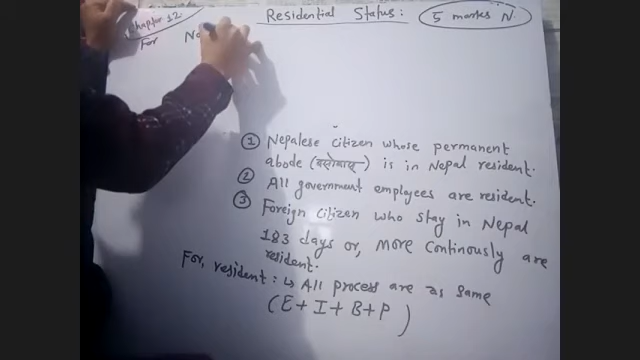 Chapter 12
Residential Status:
5 marks N.
For No
① Nepalese citizen whose permanent
abode (बसोबास) is in Nepal resident.
② All government employees are resident.
③ Foreign citizen who stay in Nepal
183 days or, more continously are
resident.
For, resident: ↳ All process are as same
(E+I+B+P)